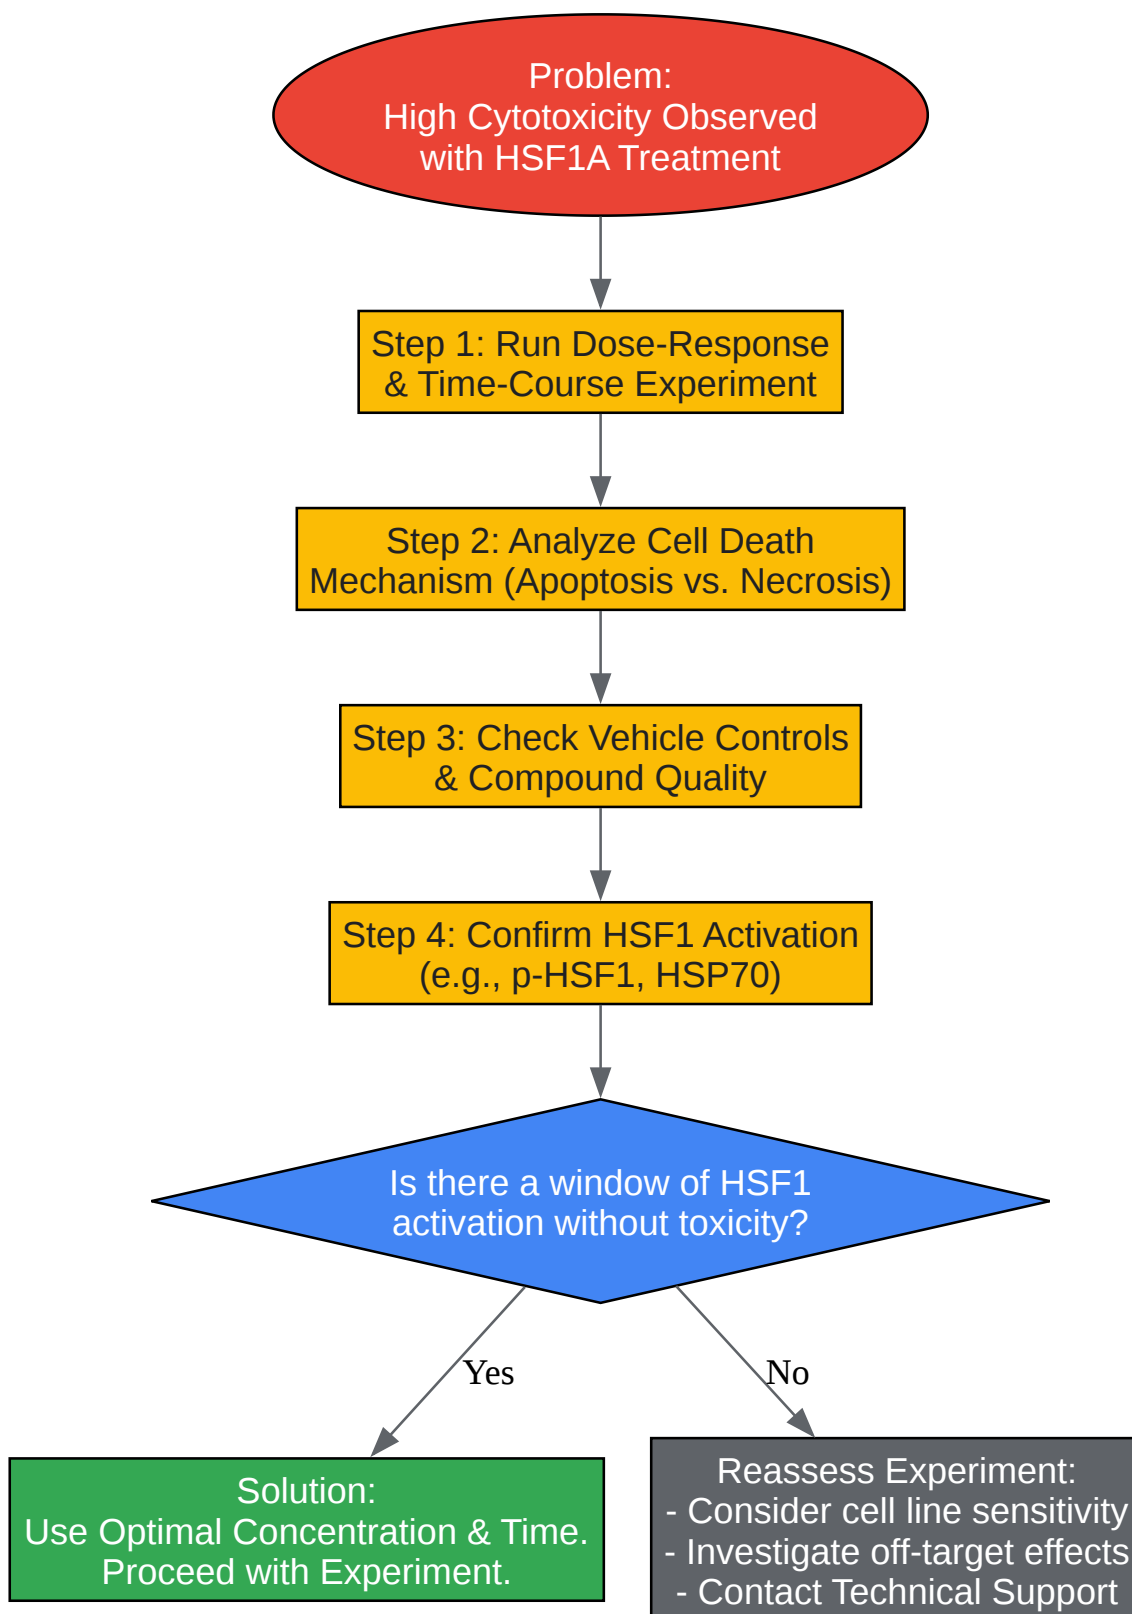 Problem:
High Cytotoxicity Observed
with HSF1A Treatment
Step 1: Run Dose-Response
& Time-Course Experiment
Step 2: Analyze Cell Death
Mechanism (Apoptosis vs. Necrosis)
Step 3: Check Vehicle Controls
& Compound Quality
Step 4: Confirm HSF1 Activation
(e.g., p-HSF1, HSP70)
Is there a window of HSF1
activation without toxicity?
Yes
No
Solution:
Use Optimal Concentration & Time.
Proceed with Experiment.
Reassess Experiment:
- Consider cell line sensitivity
- Investigate off-target effects
- Contact Technical Support